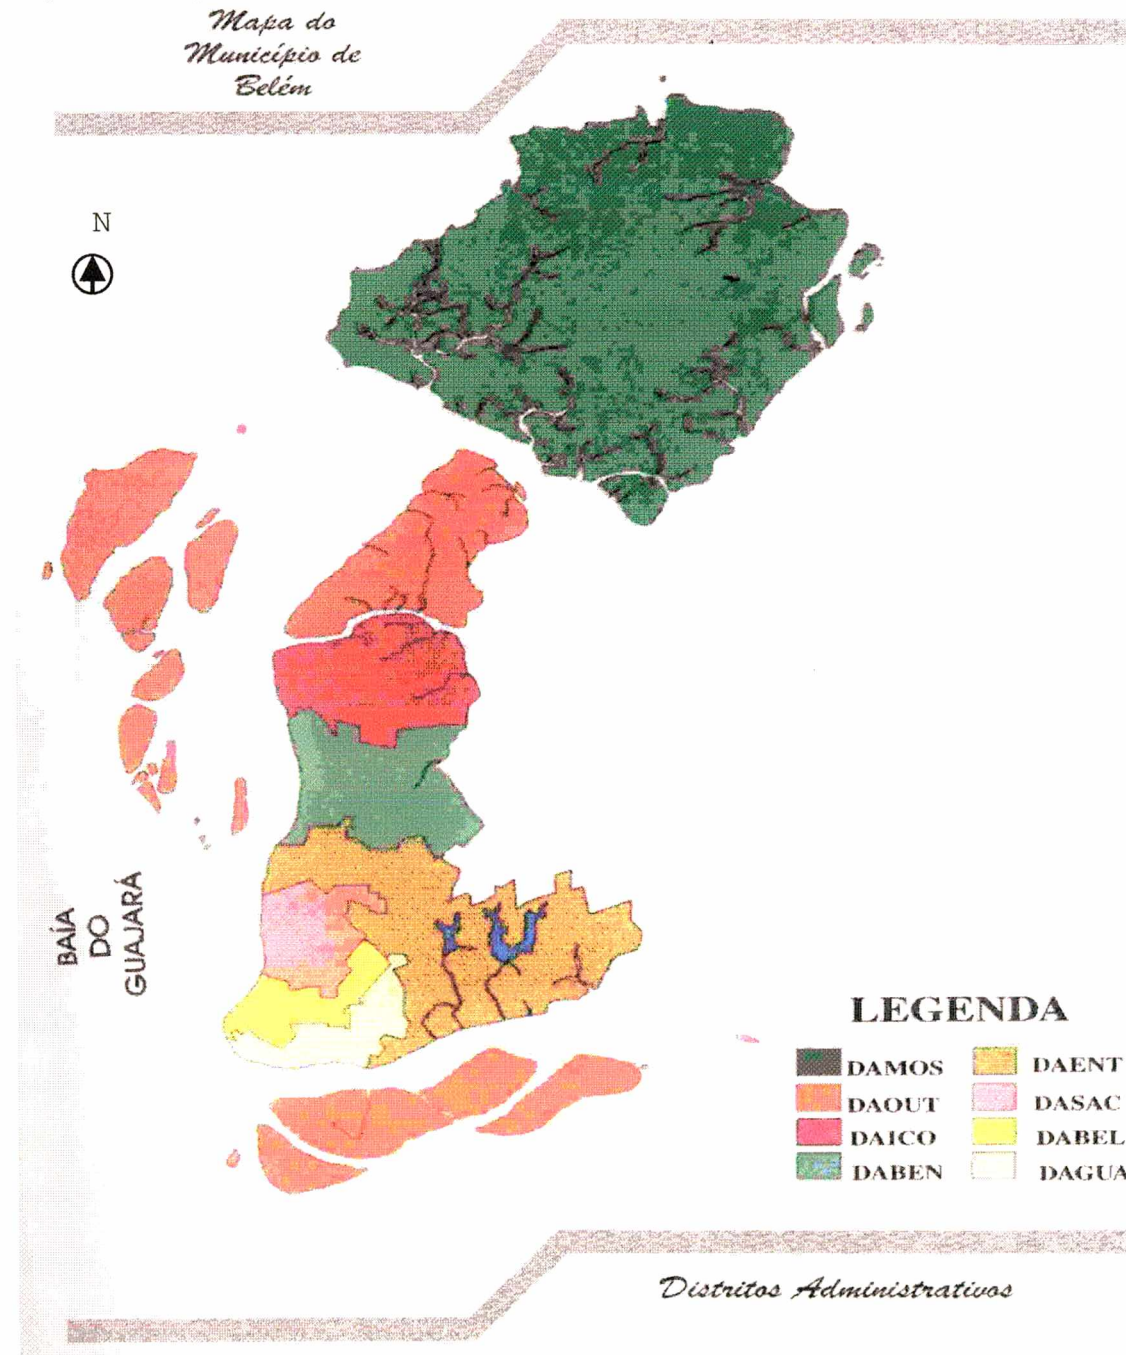 Mapa do
Município de
Belém
N
BAÍA
DO
GUAJARÁ
LEGENDA
DAMOS
DAENT
DAOUT
DASAC
DAICO
DABEL
DABEN
DAGUA
Distritos Administrativos